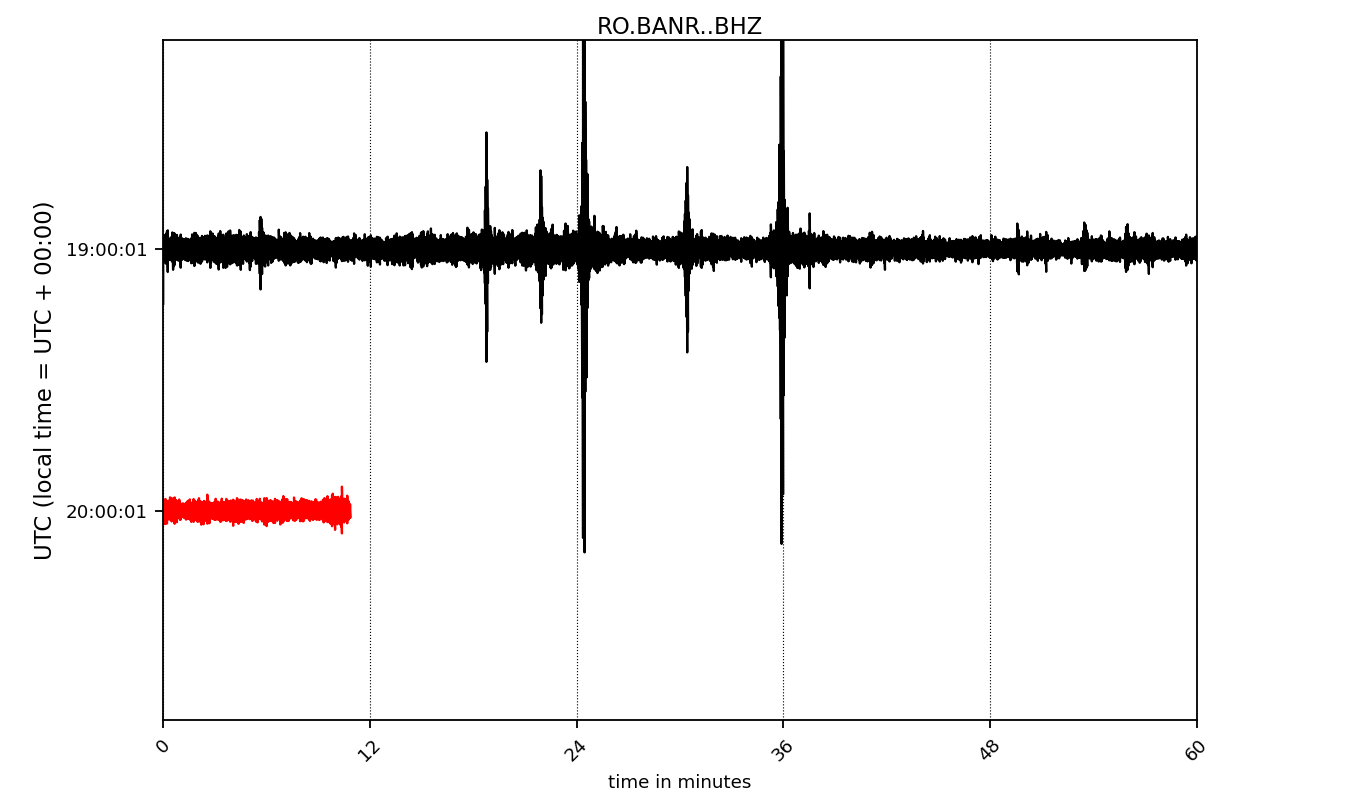 RO.BANR..BHZ
UTC (local time = UTC + 00:00)
19:00:01
20:00:01
0
12
24
36
48
60
time in minutes